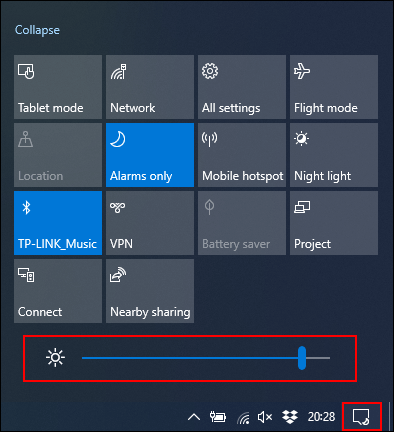 Collapse
Tablet mode
Network
All settings
Flight mode
Location
Alarms only
Mobile hotspot
Night light
TP-LINK_Music
VPN
Battery saver
Project
Connect
Nearby sharing
20:28